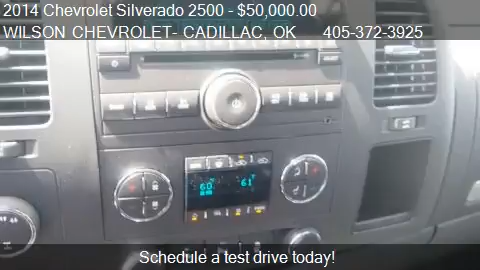 2014 Chevrolet Silverado 2500 - $50,000.00
WILSON CHEVROLET- CADILLAC, OK 405-372-3925
60 61
Schedule a test drive today!